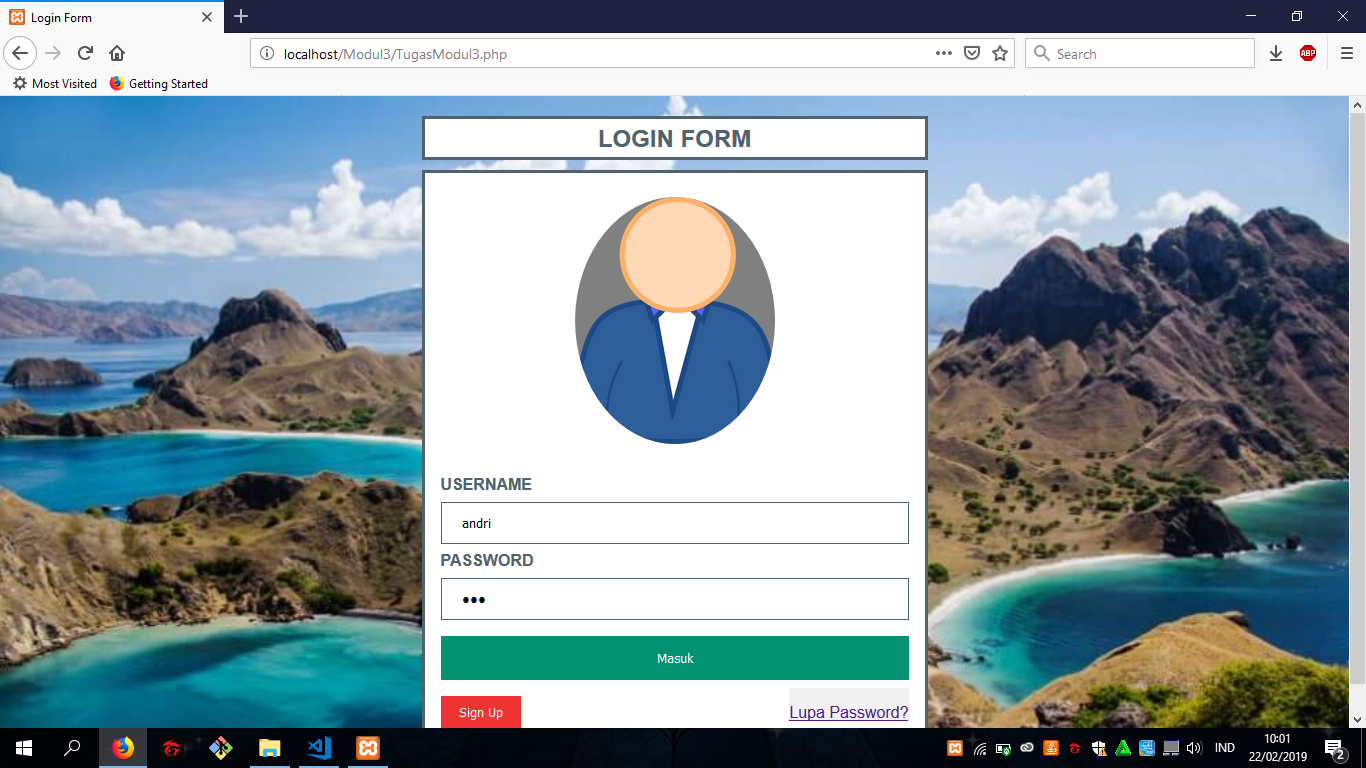 Login Form
localhost/Modul3/TugasModul3.php
Search
ABP
Most Visited
Getting Started
LOGIN FORM
USERNAME
andri
PASSWORD
Masuk
Sign Up
Lupa Password?
IND
10:01
22/02/2019
2